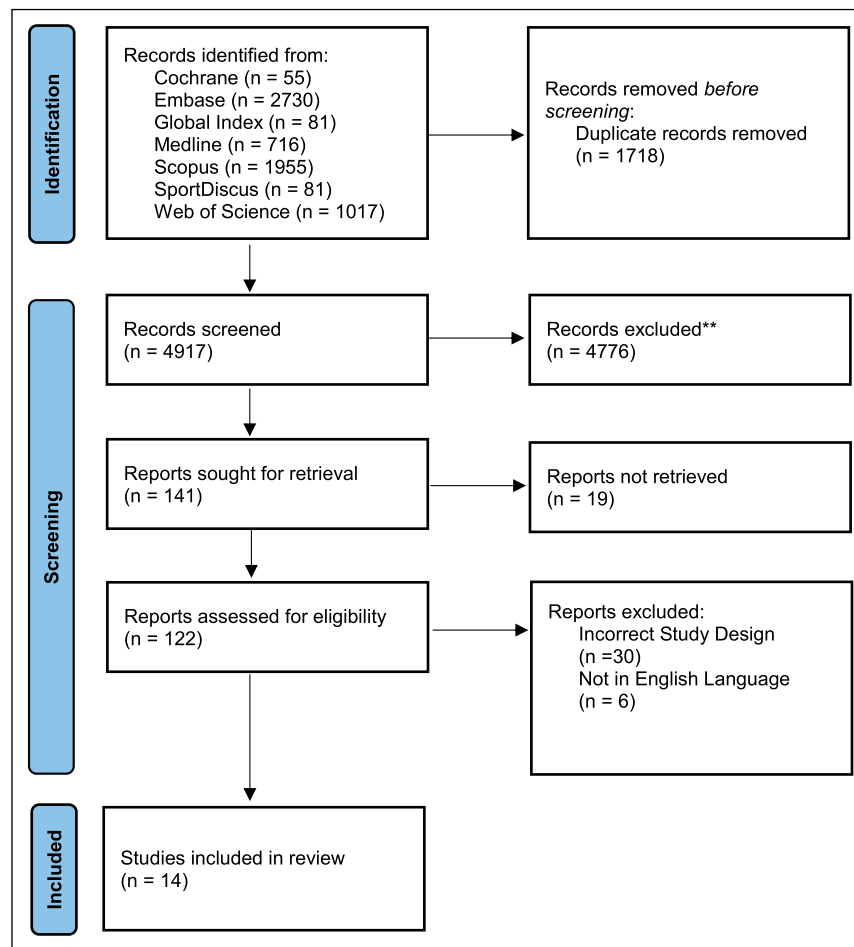 Identification
Records identified from:
Cochrane (n = 55)
Embase (n = 2730)
Global Index (n = 81)
Medline (n = 716)
Scopus (n = 1955)
SportDiscus (n = 81)
Web of Science (n = 1017)
Records removed before
screening:
Duplicate records removed
(n = 1718)
Screening
Records screened
(n = 4917)
Records excluded**
(n = 4776)
Reports sought for retrieval
(n = 141)
Reports not retrieved
(n = 19)
Reports assessed for eligibility
(n = 122)
Reports excluded:
Incorrect Study Design
(n =30)
Not in English Language
(n = 6)
Included
Studies included in review
(n = 14)